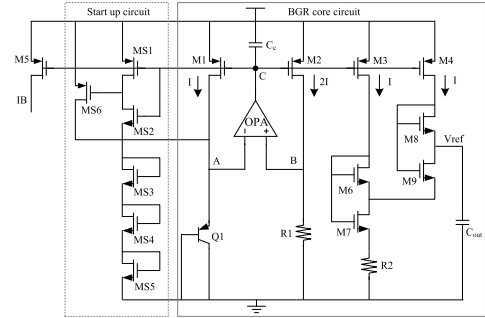 Start up circuit
BGR core circuit
M5
MS1
M1
Cc
M2
M3
M4
C
I
2I
I
I
IB
MS6
MS2
OPA
M8
Vref
A
B
M9
MS3
M6
MS4
M7
Q1
R1
Cout
MS5
R2